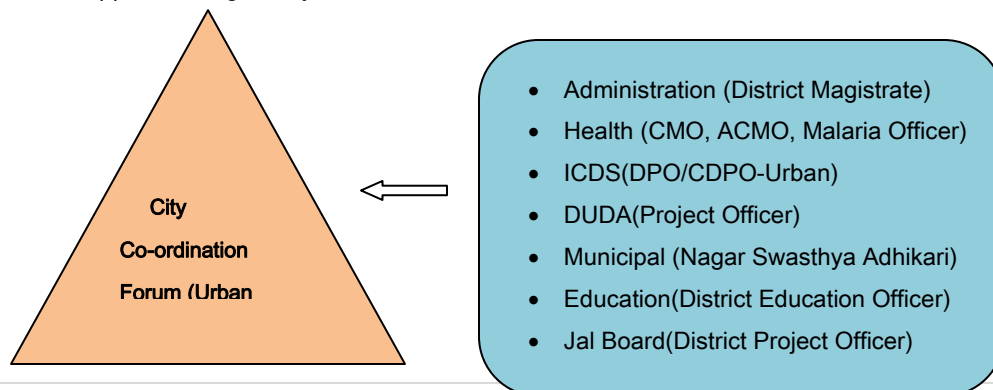 City
Co-ordination
Forum (Urban
• Administration (District Magistrate)
• Health (CMO, ACMO, Malaria Officer)
• ICDS(DPO/CDPO-Urban)
• DUDA(Project Officer)
• Municipal (Nagar Swasthya Adhikari)
• Education(District Education Officer)
• Jal Board(District Project Officer)